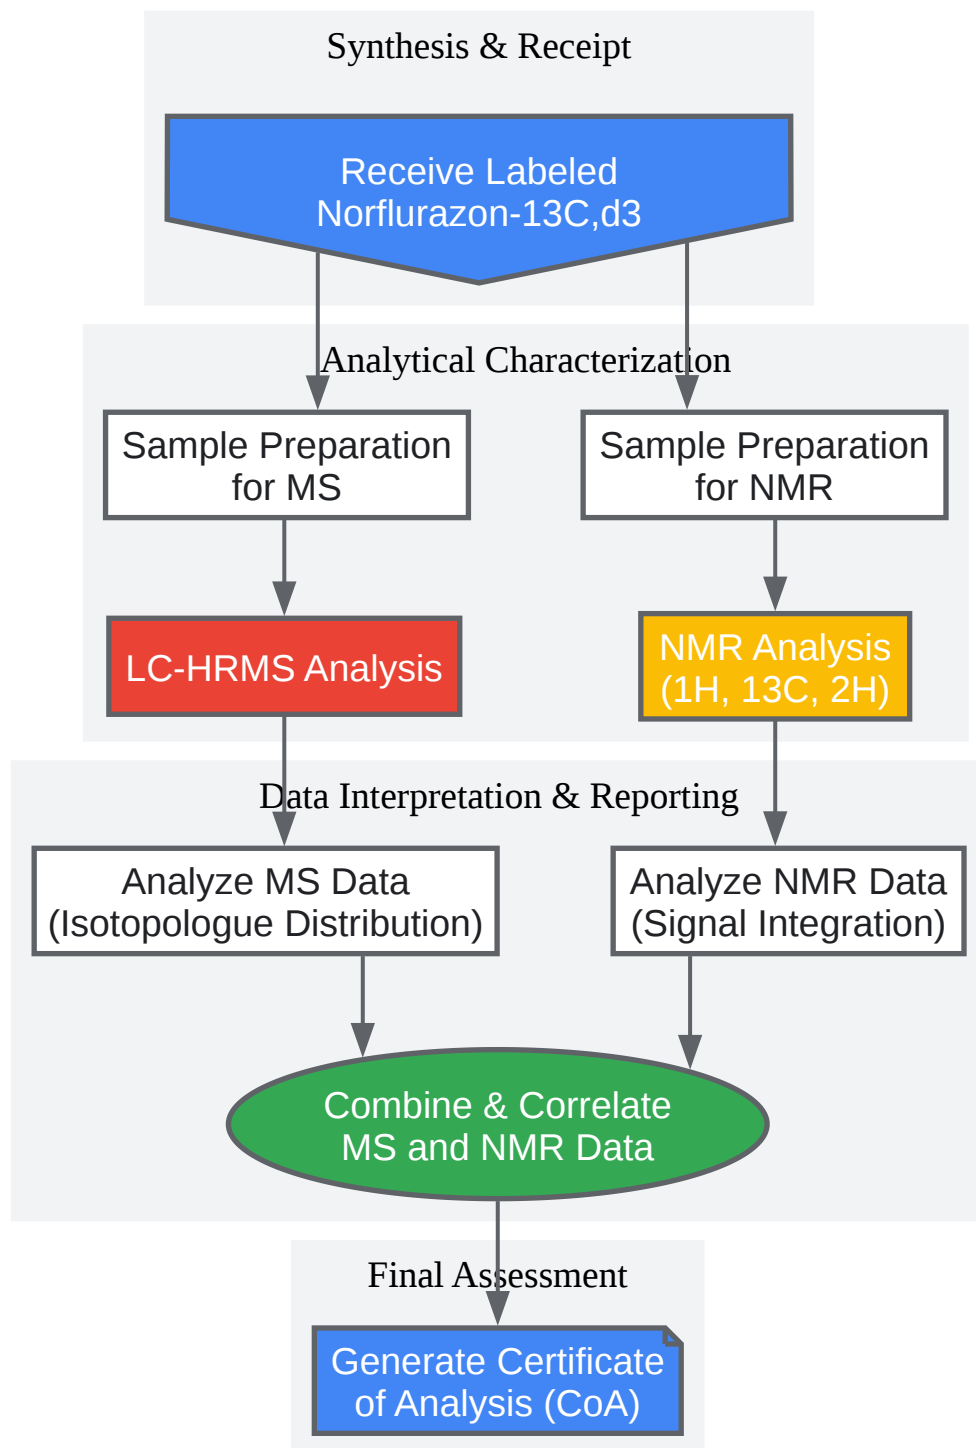 Synthesis & Receipt
Receive Labeled
Norflurazon-13C,d3
Analytical Characterization
Sample Preparation
for MS
Sample Preparation
for NMR
LC-HRMS Analysis
NMR Analysis
(1H, 13C, 2H)
Data Interpretation & Reporting
Analyze MS Data
(Isotopologue Distribution)
Analyze NMR Data
(Signal Integration)
Combine & Correlate
MS and NMR Data
Final Assessment
Generate Certificate
of Analysis (CoA)